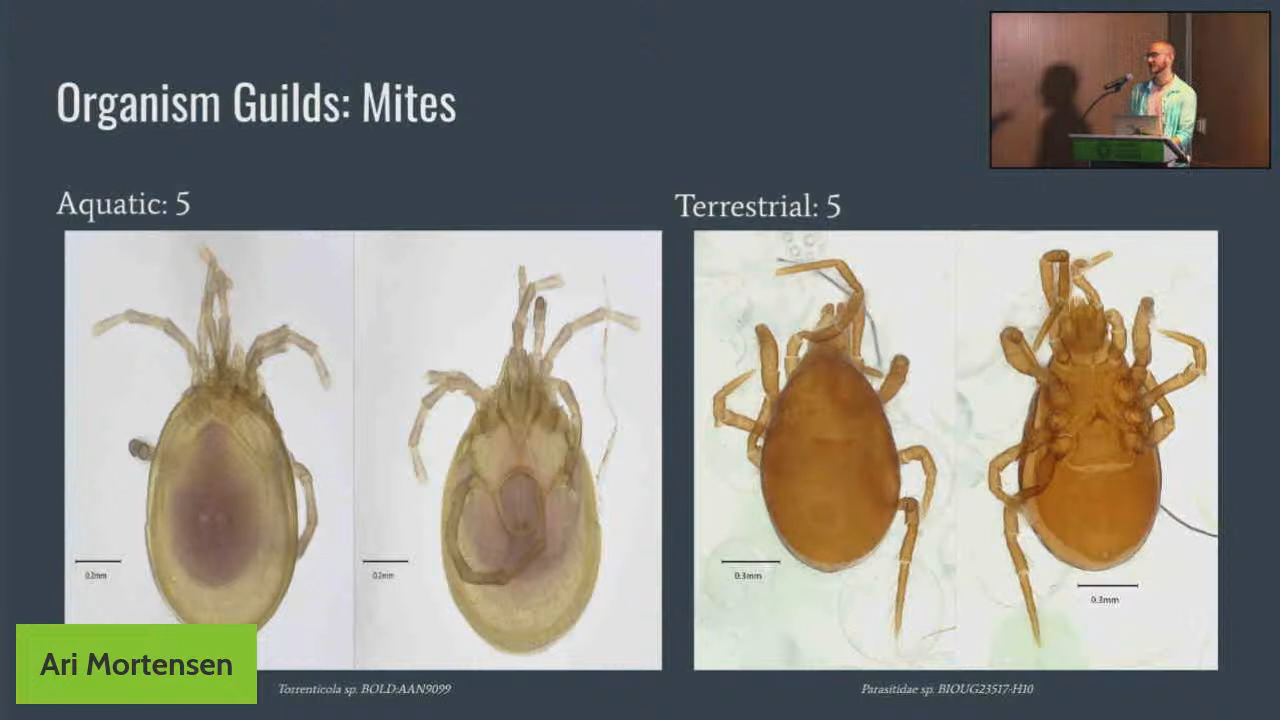 Organism Guilds: Mites
Aquatic: 5
Terrestrial: 5
0.2mm
0.2mm
0.3mm
0.3mm
Ari Mortensen
Torrenticola sp. BOLD:AAN9099
Parasitidae sp. BIOUG23517-H10